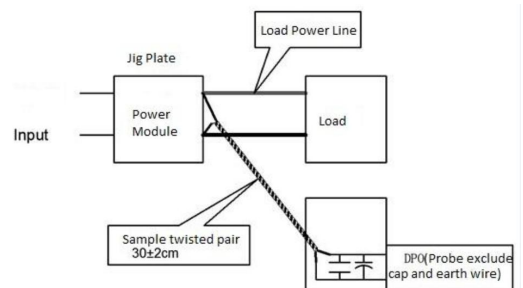 Load Power Line
Jig Plate
Power
Module
Load
Input
Sample twisted pair
30±2cm
DPO(Probe exclude
cap and earth wire)